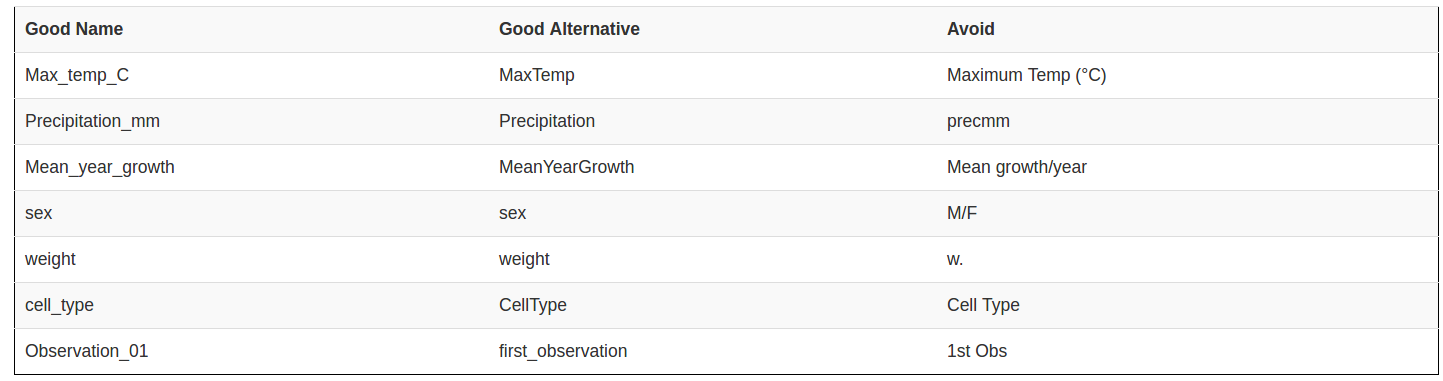 Good Name Good Alternative Avoid
Max_temp_C MaxTemp Maximum Temp (°C)
Precipitation_mm Precipitation precmm
Mean_year_growth MeanYearGrowth Mean growth/year
sex sex M/F
weight weight w.
cell_type CellType Cell Type
Observation_01 first_observation 1st Obs